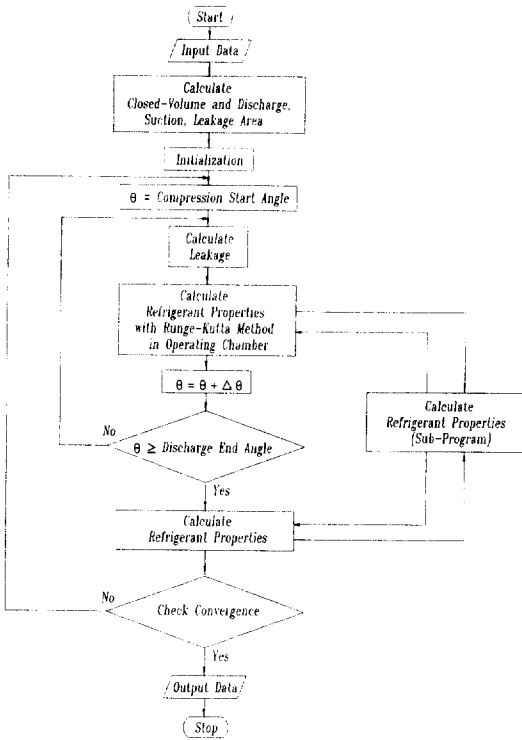 Start
Input Data
Calculate
Closed-Volume and Discharge,
Suction, Leakage Area
Initialization
θ = Compression Start Angle
Calculate
Leakage
Calculate
Refrigerant Properties
with Runge-Kutta Method
in Operating Chamber
θ = θ + Δθ
No
θ ≥ Discharge End Angle
Yes
Calculate
Refrigerant Properties
(Sub-Program)
Calculate
Refrigerant Properties
No
Check Convergence
Yes
Output Data
Stop